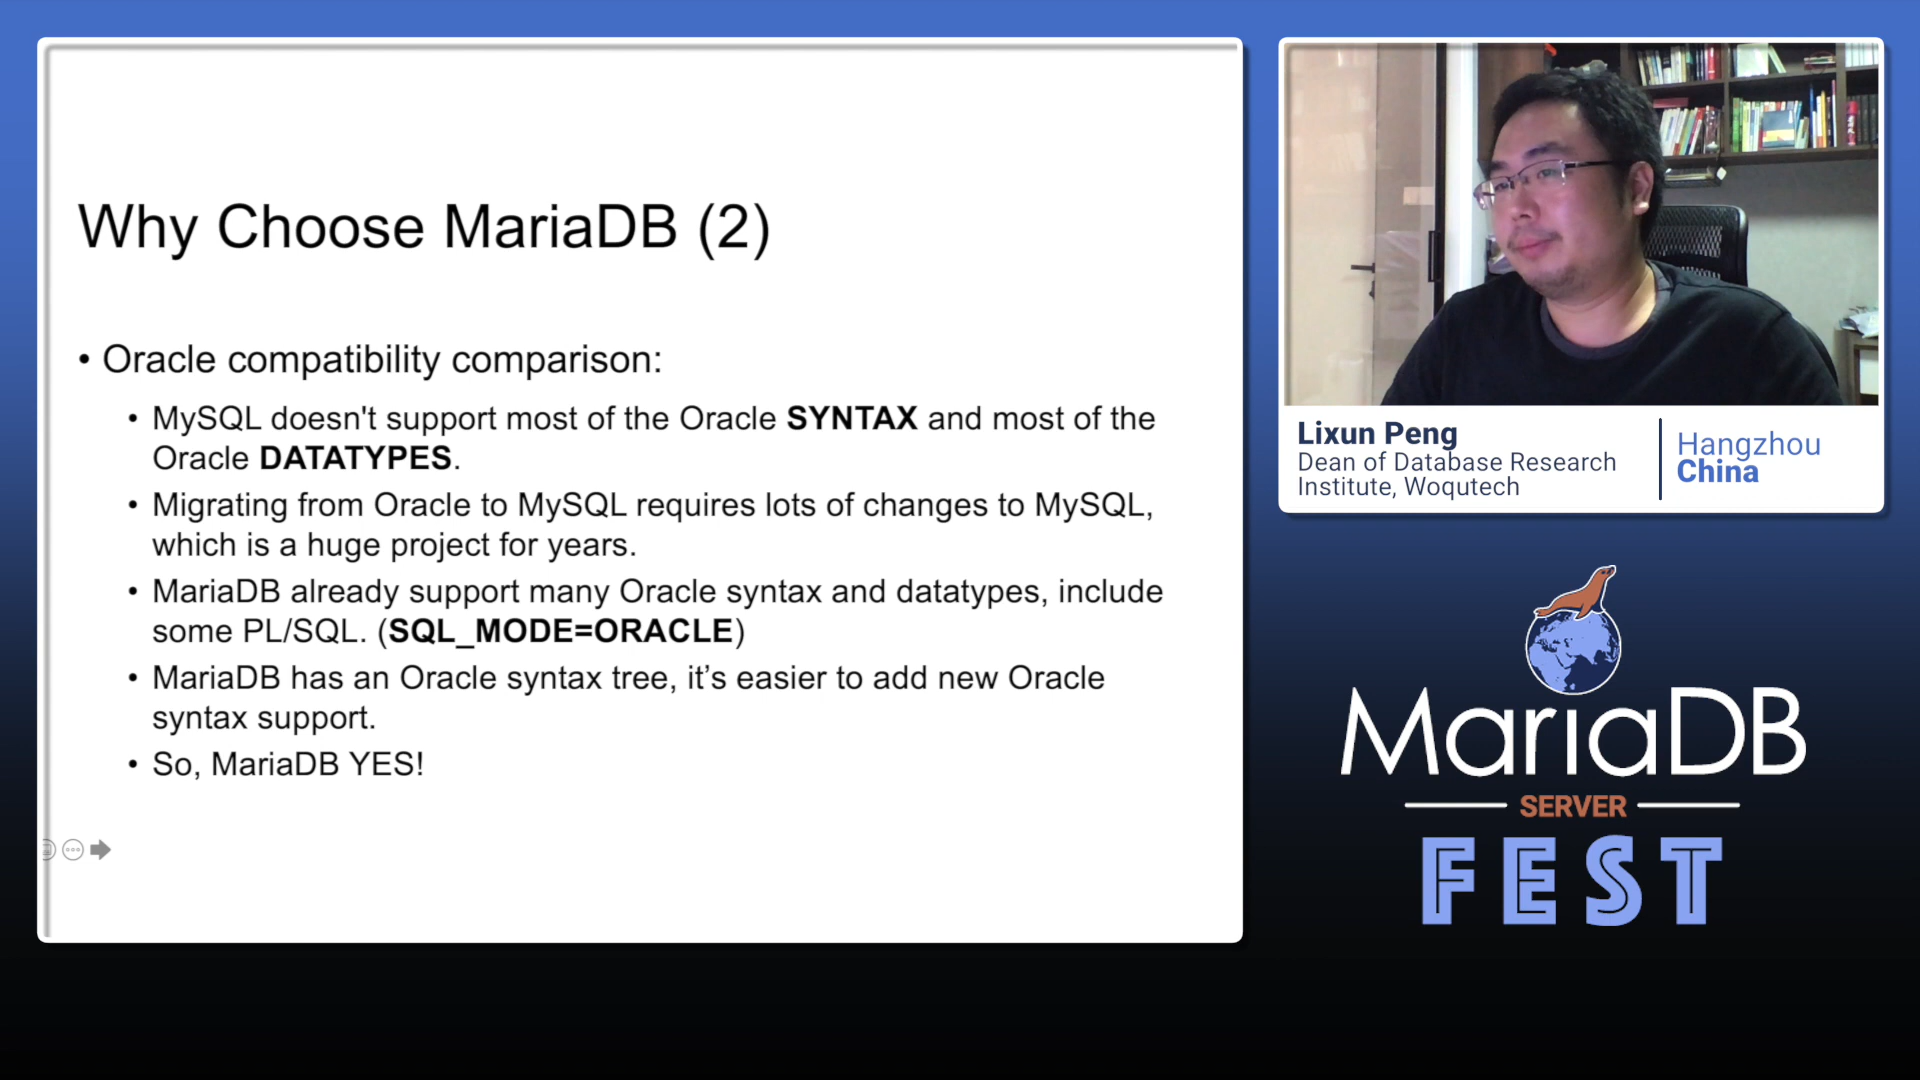 Why Choose MariaDB (2)
• Oracle compatibility comparison:
• MySQL doesn't support most of the Oracle SYNTAX and most of the
Oracle DATATYPES.
• Migrating from Oracle to MySQL requires lots of changes to MySQL,
which is a huge project for years.
• MariaDB already support many Oracle syntax and datatypes, include
some PL/SQL. (SQL_MODE=ORACLE)
• MariaDB has an Oracle syntax tree, it’s easier to add new Oracle
syntax support.
• So, MariaDB YES!
Lixun Peng
Dean of Database Research
Institute, Woqutech
Hangzhou
China
MariaDB
SERVER
FEST